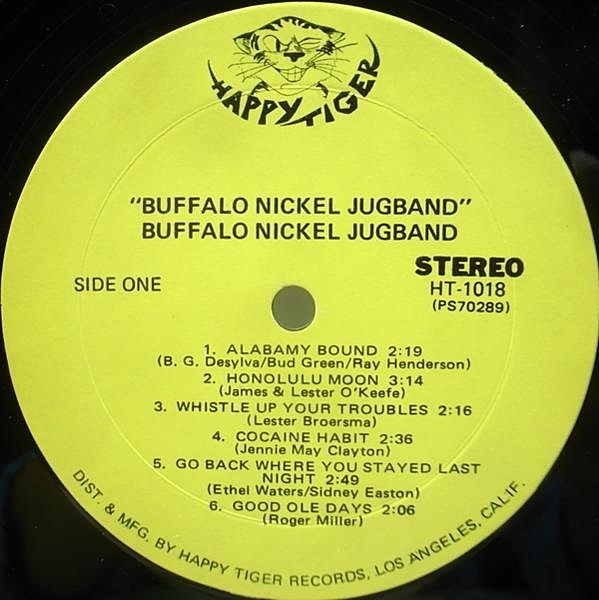 HAPPY TIGER
"BUFFALO NICKEL JUGBAND"
BUFFALO NICKEL JUGBAND
SIDE ONE
STEREO
HT-1018
(PS70289)
1. ALABAMY BOUND 2:19
(B. G. Desylva/Bud Green/Ray Henderson)
2. HONOLULU MOON 3:14
(James & Lester O'Keefe)
3. WHISTLE UP YOUR TROUBLES 2:16
(Lester Broersma)
4. COCAINE HABIT 2:36
(Jennie May Clayton)
5. GO BACK WHERE YOU STAYED LAST
NIGHT 2:49
(Ethel Waters/Sidney Easton)
6. GOOD OLE DAYS 2:06
(Roger Miller)
DIST. & MFG. BY HAPPY TIGER RECORDS, LOS ANGELES, CALIF.